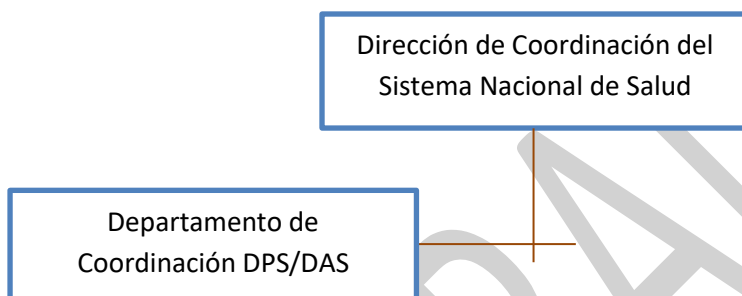 Dirección de Coordinación del
Sistema Nacional de Salud
Departamento de
Coordinación DPS/DAS